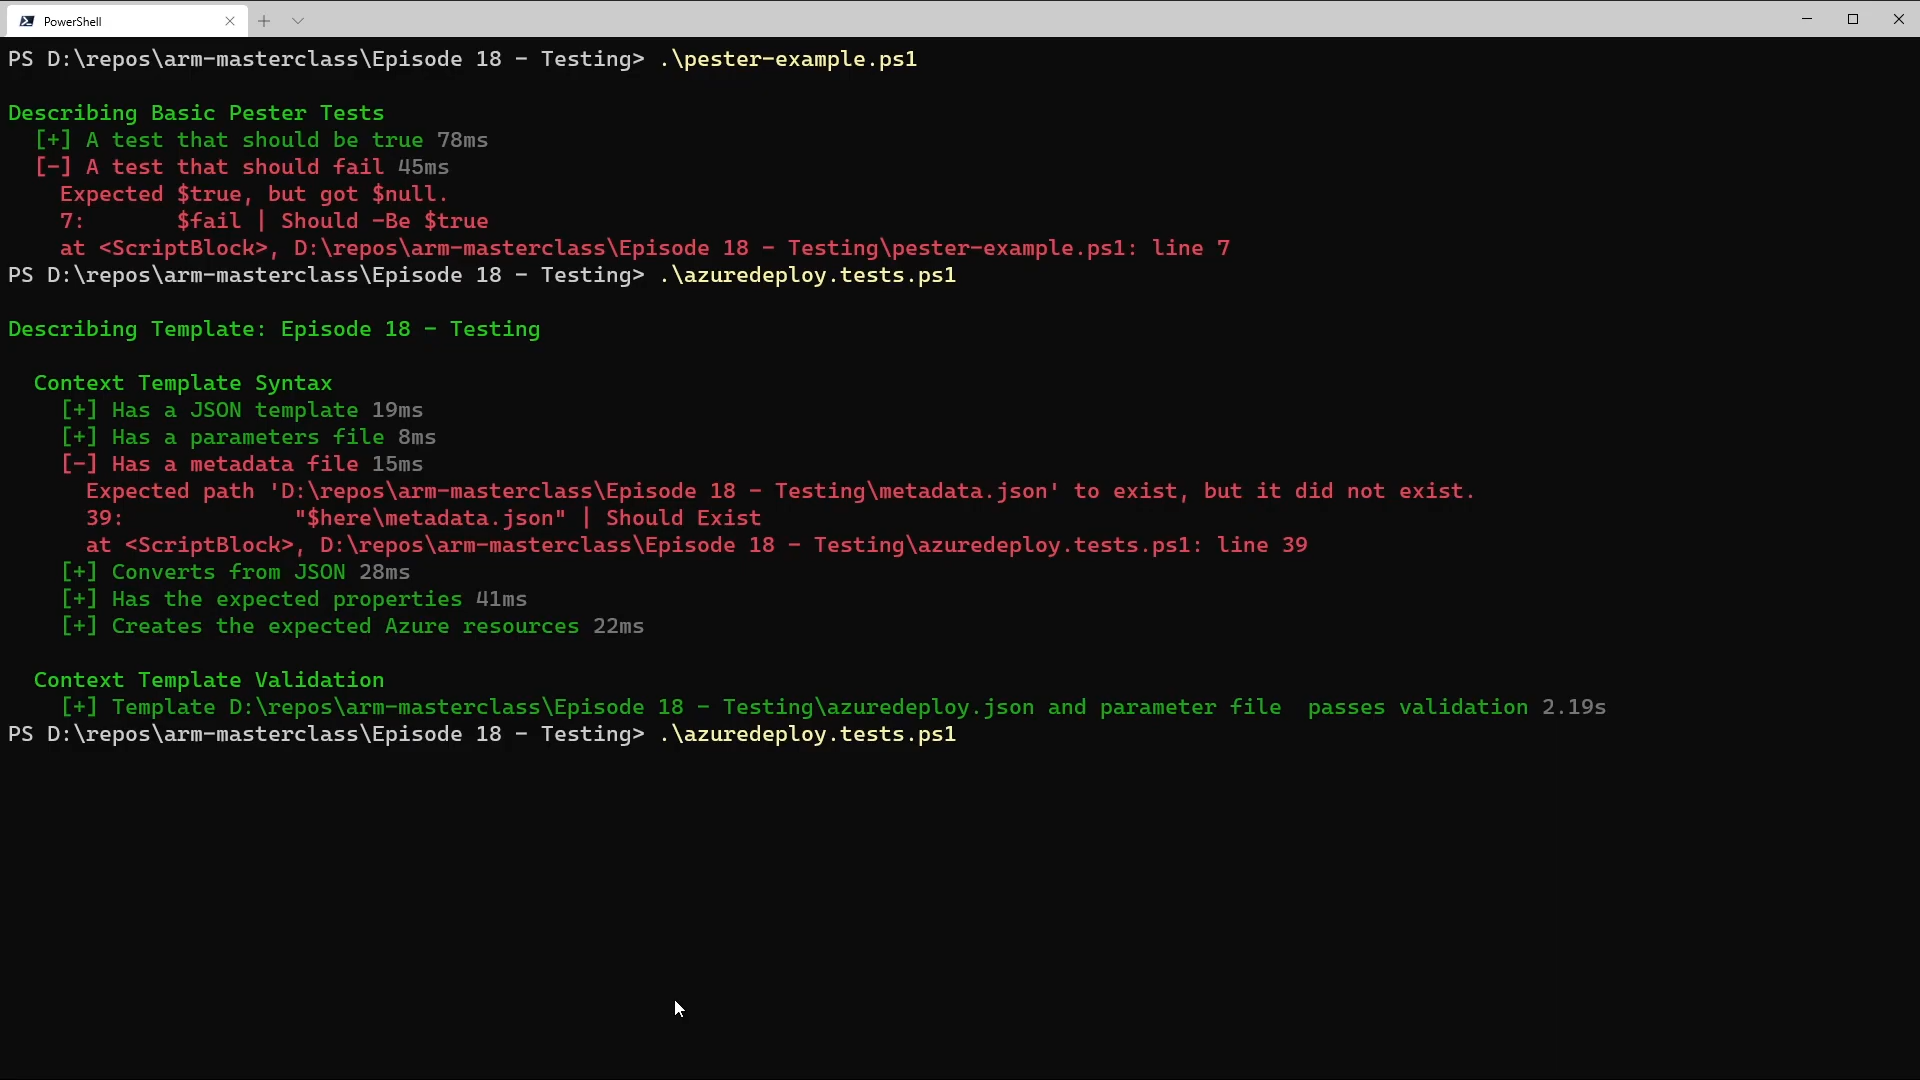 PowerShell
PS D:\repos\arm-masterclass\Episode 18 - Testing> .\pester-example.ps1
Describing Basic Pester Tests
[+] A test that should be true 78ms
[-] A test that should fail 45ms
Expected $true, but got $null.
7:       $fail | Should -Be $true
at <ScriptBlock>, D:\repos\arm-masterclass\Episode 18 - Testing\pester-example.ps1: line 7
PS D:\repos\arm-masterclass\Episode 18 - Testing> .\azuredeploy.tests.ps1
Describing Template: Episode 18 - Testing
Context Template Syntax
[+] Has a JSON template 19ms
[+] Has a parameters file 8ms
[-] Has a metadata file 15ms
Expected path 'D:\repos\arm-masterclass\Episode 18 - Testing\metadata.json' to exist, but it did not exist.
39:             "$here\metadata.json" | Should Exist
at <ScriptBlock>, D:\repos\arm-masterclass\Episode 18 - Testing\azuredeploy.tests.ps1: line 39
[+] Converts from JSON 28ms
[+] Has the expected properties 41ms
[+] Creates the expected Azure resources 22ms
Context Template Validation
[+] Template D:\repos\arm-masterclass\Episode 18 - Testing\azuredeploy.json and parameter file  passes validation 2.19s
PS D:\repos\arm-masterclass\Episode 18 - Testing> .\azuredeploy.tests.ps1